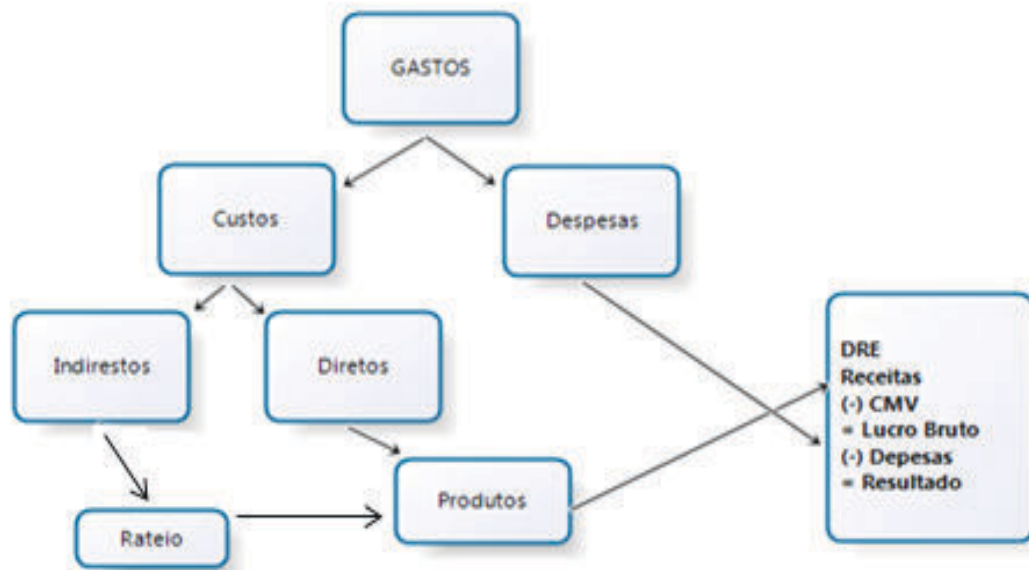 GASTOS
Custos
Despesas
Indirestos
Diretos
DRE
Receitas
(-) CMV
= Lucro Bruto
(-) Depesas
= Resultado
Produtos
Rateio